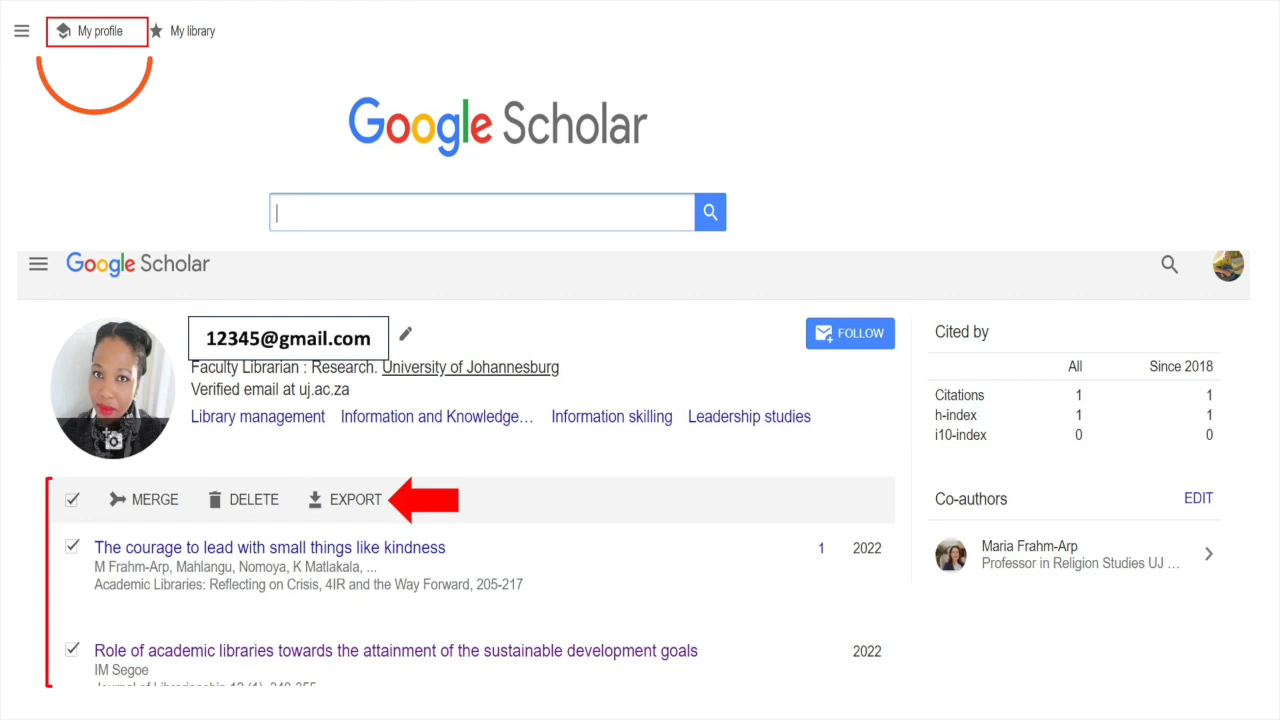 My profile My library
Google Scholar
Google Scholar
12345@gmail.com
FOLLOW
Faculty Librarian : Research. University of Johannesburg
Verified email at uj.ac.za
Library management Information and Knowledge… Information skilling Leadership studies
Cited by
All Since 2018
Citations 1 1
h-index 1 1
i10-index 0 0
MERGE DELETE EXPORT
The courage to lead with small things like kindness 1 2022
M Frahm-Arp, Mahlangu, Nomoya, K Matlakala, ...
Academic Libraries: Reflecting on Crisis, 4IR and the Way Forward, 205-217
Role of academic libraries towards the attainment of the sustainable development goals 2022
IM Segoe
Co-authors EDIT
Maria Frahm-Arp
Professor in Religion Studies UJ …